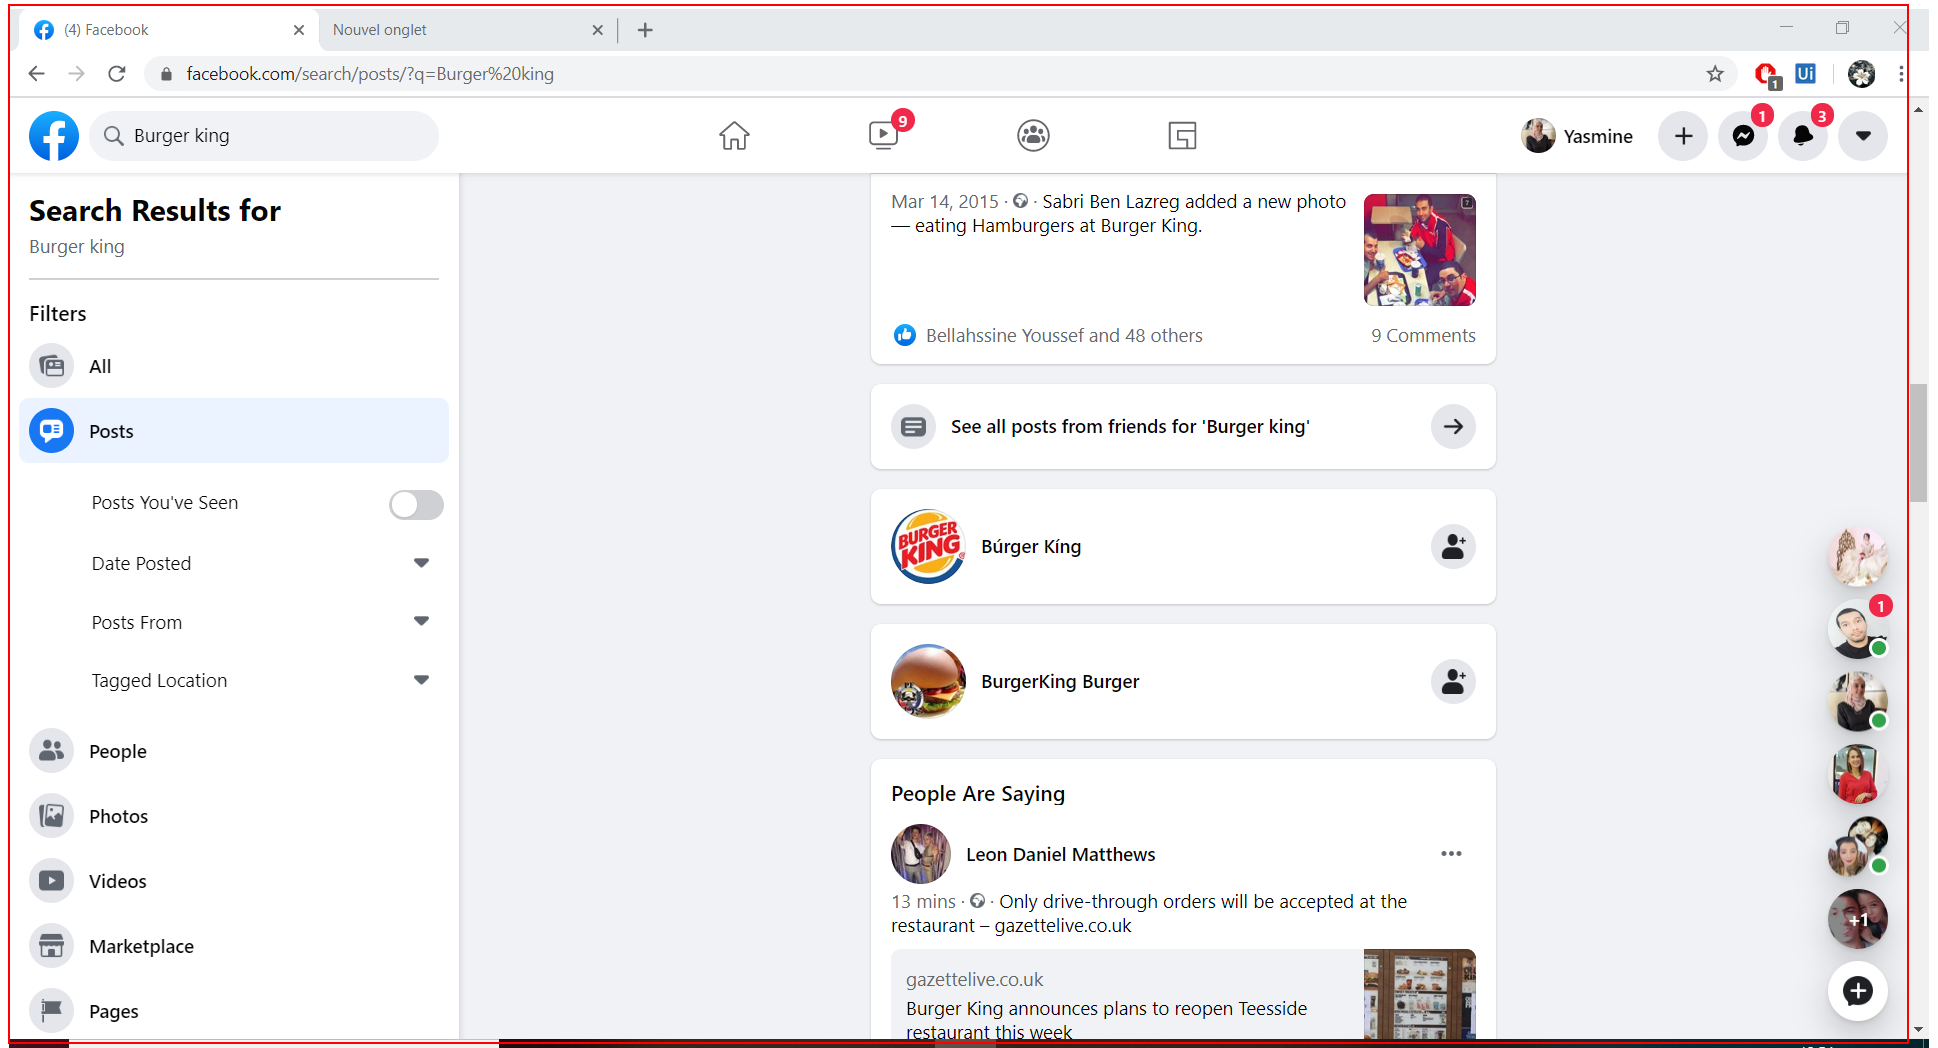 (4) Facebook
Nouvel onglet
facebook.com/search/posts/?q=Burger%20king
1
Ui
Burger king
9
Yasmine
1
3
Search Results for
Burger king
Filters
All
Posts
Posts You've Seen
Date Posted
Posts From
Tagged Location
People
Photos
Videos
Marketplace
Pages
Mar 14, 2015 · Sabri Ben Lazreg added a new photo
— eating Hamburgers at Burger King.
7
Bellahssine Youssef and 48 others
9 Comments
See all posts from friends for 'Burger king'
BURGER
KING
Búrger Kíng
BurgerKing Burger
People Are Saying
Leon Daniel Matthews
13 mins · Only drive-through orders will be accepted at the
restaurant – gazettelive.co.uk
gazettelive.co.uk
Burger King announces plans to reopen Teesside
restaurant this week
1
+1